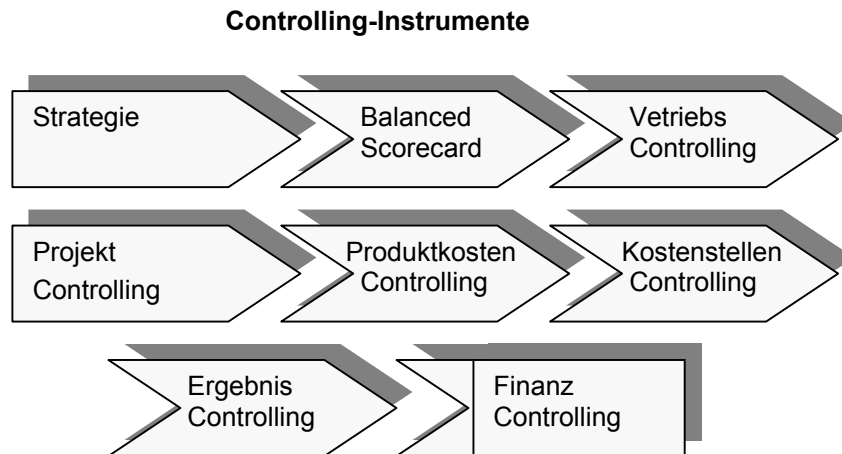 Controlling-Instrumente
Strategie
Balanced
Scorecard
Vetriebs
Controlling
Projekt
Controlling
Produktkosten
Controlling
Kostenstellen
Controlling
Ergebnis
Controlling
Finanz
Controlling